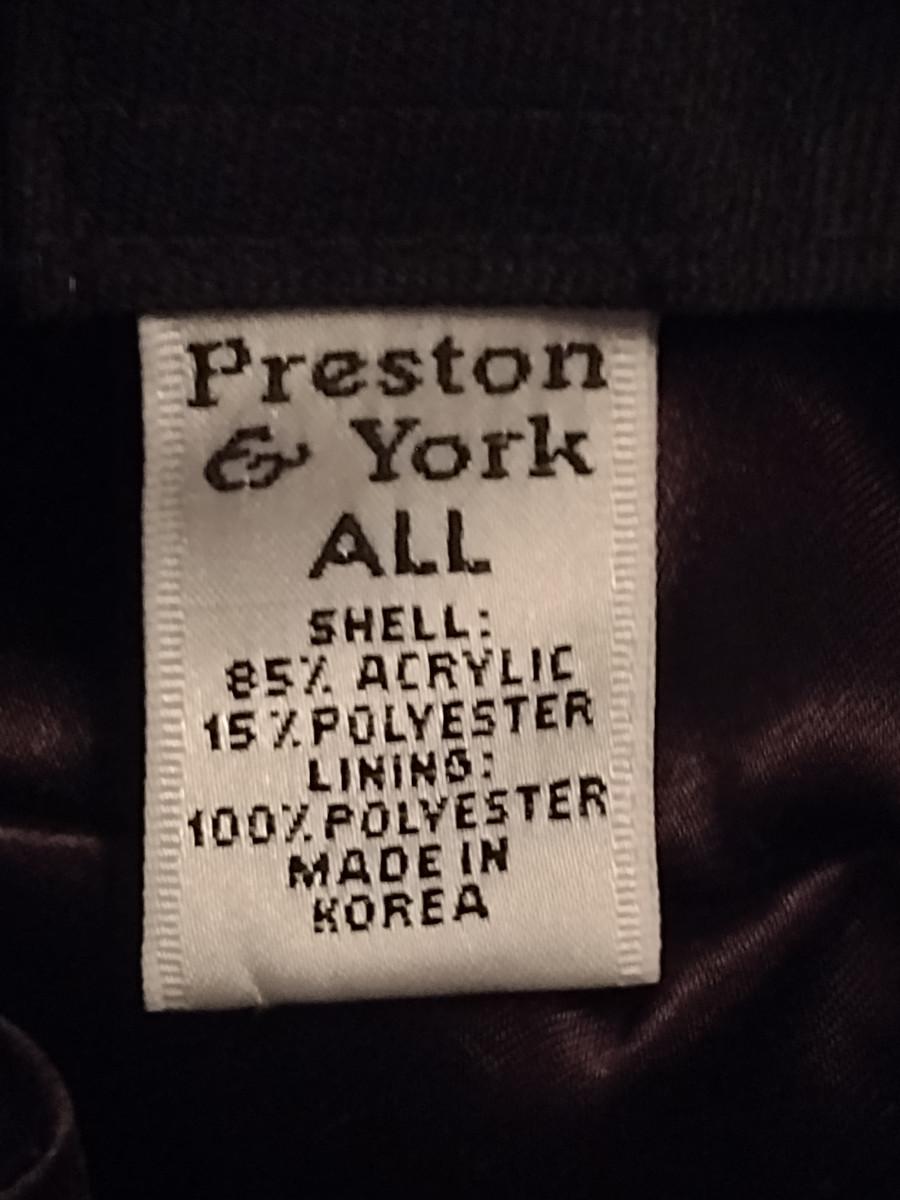 Preston
& York
ALL
SHELL:
85% ACRYLIC
15% POLYESTER
LINING:
100% POLYESTER
MADE IN
KOREA